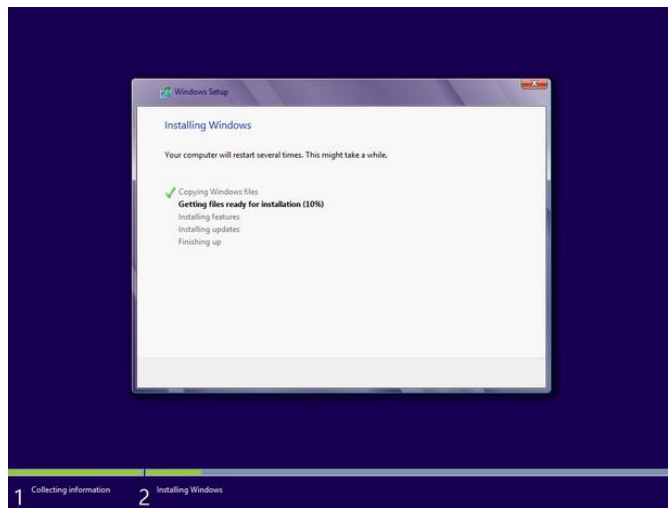 Windows Setup
Installing Windows
Your computer will restart several times. This might take a while.
Copying Windows files
Getting files ready for installation (10%)
Installing features
Installing updates
Finishing up
1 Collecting information
2 Installing Windows